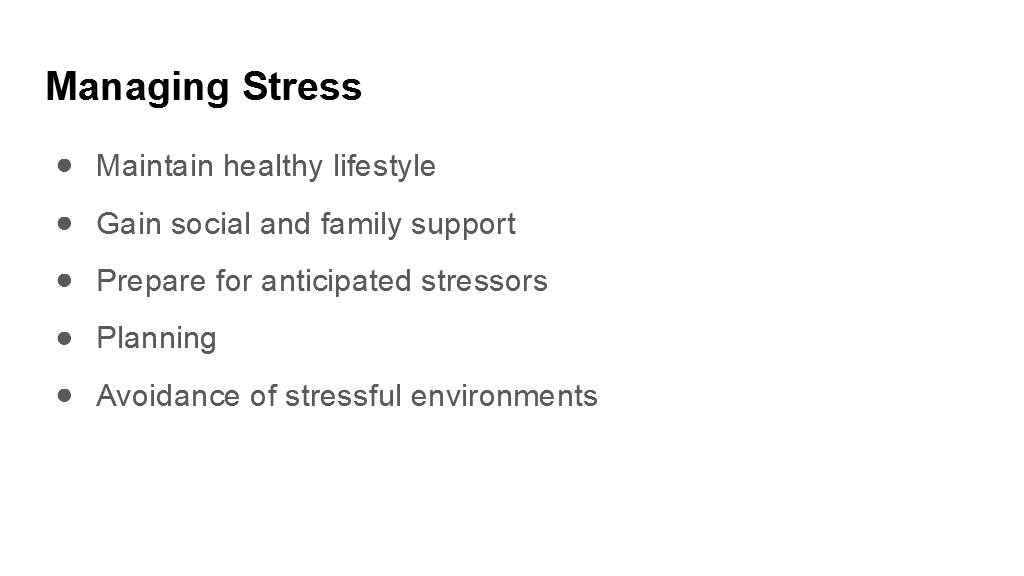 Managing Stress
● Maintain healthy lifestyle
● Gain social and family support
● Prepare for anticipated stressors
● Planning
● Avoidance of stressful environments